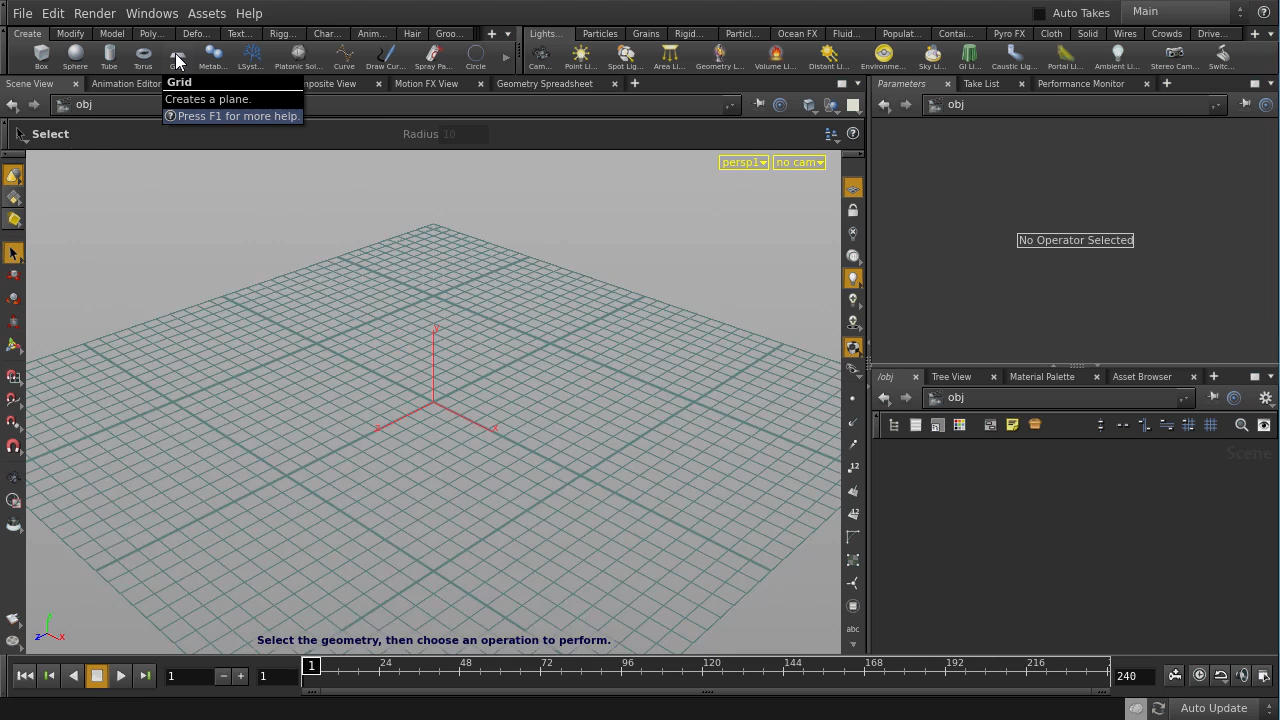 File Edit Render Windows Assets Help Auto Takes Main
Create Modify Model Poly... Defo... Text... Rigg... Char... Anim... Hair Groo... Lights... Particles Grains Rigid... Particl... Ocean FX Fluid... Populat... Contai... Pyro FX Cloth Solid Wires Crowds Drive...
Box Sphere Tube Torus Metab... LSyst... Platonic Sol... Curve Draw Cur... Spray Pa... Circle Cam... Point Li... Spot Lig... Area Li... Geometry L... Volume Li... Distant Li... Environme... Sky Li... GI Li... Caustic Lig... Portal Li... Ambient Li... Stereo Cam... Switc...
Scene View Animation Editor mposite View Motion FX View Geometry Spreadsheet Parameters Take List Performance Monitor
Grid
Creates a plane.
Press F1 for more help.
obj obj
Select Radius 10
persp1 no cam
No Operator Selected
y
z x
/obj Tree View Material Palette Asset Browser
obj
Scene
12
12
abc
y
z x
Select the geometry, then choose an operation to perform.
1 1 1 24 48 72 96 120 144 168 192 216 240
Auto Update